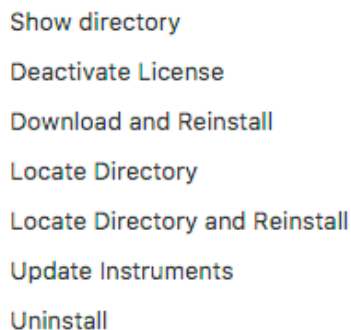 Show directory
Deactivate License
Download and Reinstall
Locate Directory
Locate Directory and Reinstall
Update Instruments
Uninstall